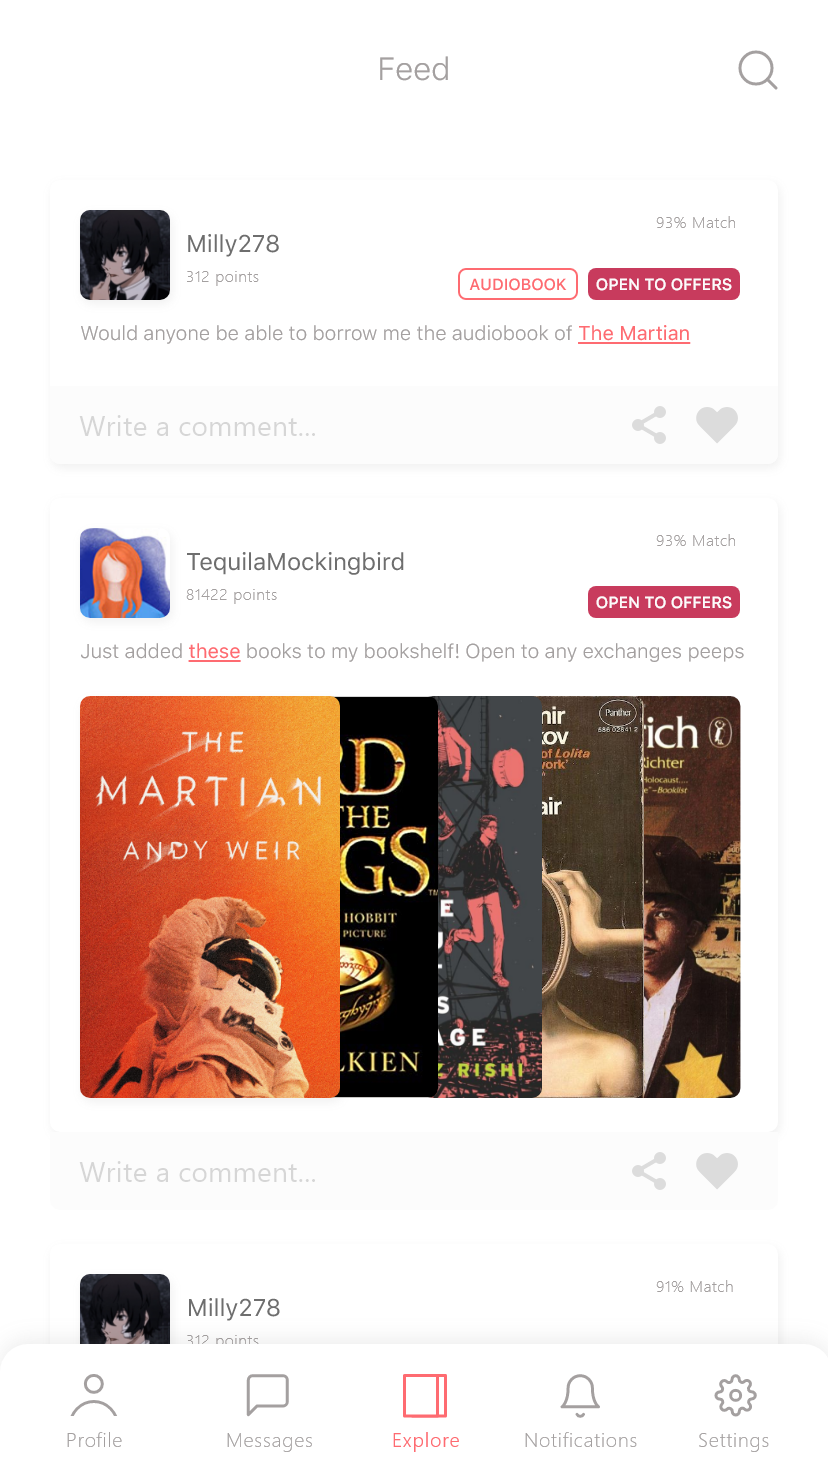 Feed
Milly278
93% Match
312 points
AUDIOBOOK
OPEN TO OFFERS
Would anyone be able to borrow me the audiobook of The Martian
Write a comment...
TequilaMockingbird
93% Match
81422 points
OPEN TO OFFERS
Just added these books to my bookshelf! Open to any exchanges peeps
THE
MARTIAN
ANDY WEIR
RD
THE
GS
HOBBIT
PICTURE
LKIEN
E
S
AGE
Z RISHI
nir
kov
of Lolita
work'
air
Panther
586 02841 2
rich
Richter
Holocaust....
e"–Booklist
Write a comment...
Milly278
91% Match
312 points
Profile
Messages
Explore
Notifications
Settings